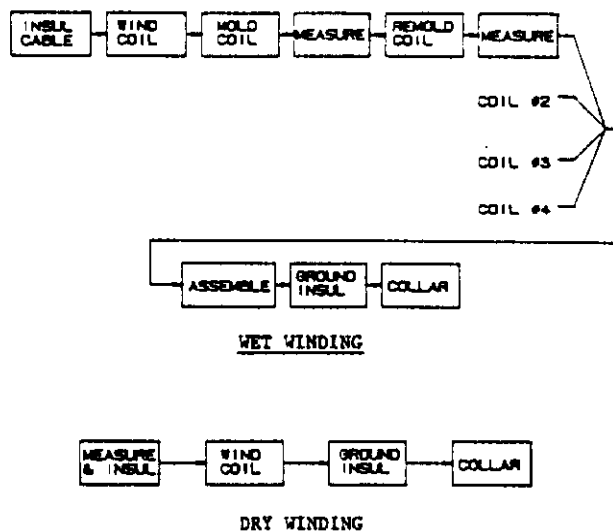 INSUL
CABLE
WIND
COIL
MOLD
COIL
MEASURE
REMOLD
COIL
MEASURE
COIL #2
COIL #3
COIL #4
ASSEMBLE
GROUND
INSUL
COLLAR
WET WINDING
MEASURE
& INSUL
WIND
COIL
GROUND
INSUL
COLLAR
DRY WINDING